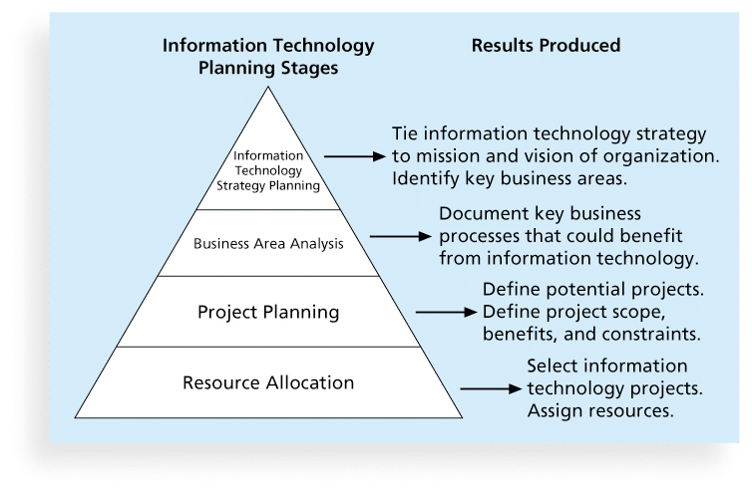 Information Technology
Planning Stages
Results Produced
Information
Technology
Strategy Planning
Tie information technology strategy
to mission and vision of organization.
Identify key business areas.
Business Area Analysis
Document key business
processes that could benefit
from information technology.
Project Planning
Define potential projects.
Define project scope,
benefits, and constraints.
Resource Allocation
Select information
technology projects.
Assign resources.